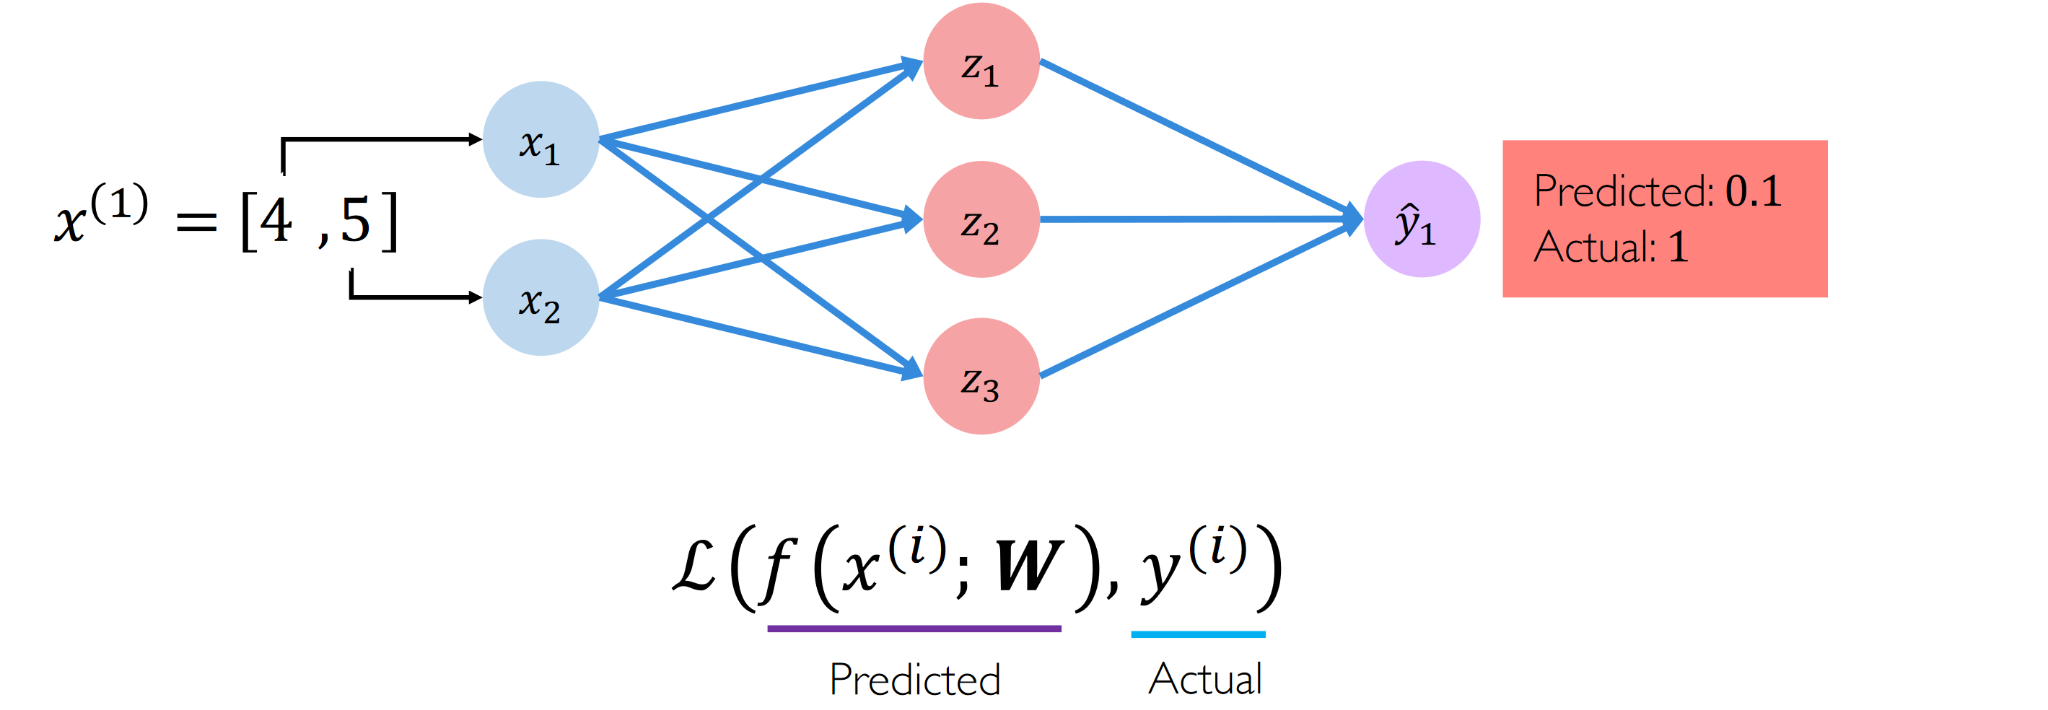 z₁
x₁
x⁽¹⁾ = [4 ,5]
z₂
ŷ₁
Predicted: 0.1
Actual: 1
x₂
z₃
ℒ(f(x⁽ⁱ⁾; W), y⁽ⁱ⁾)
Predicted
Actual